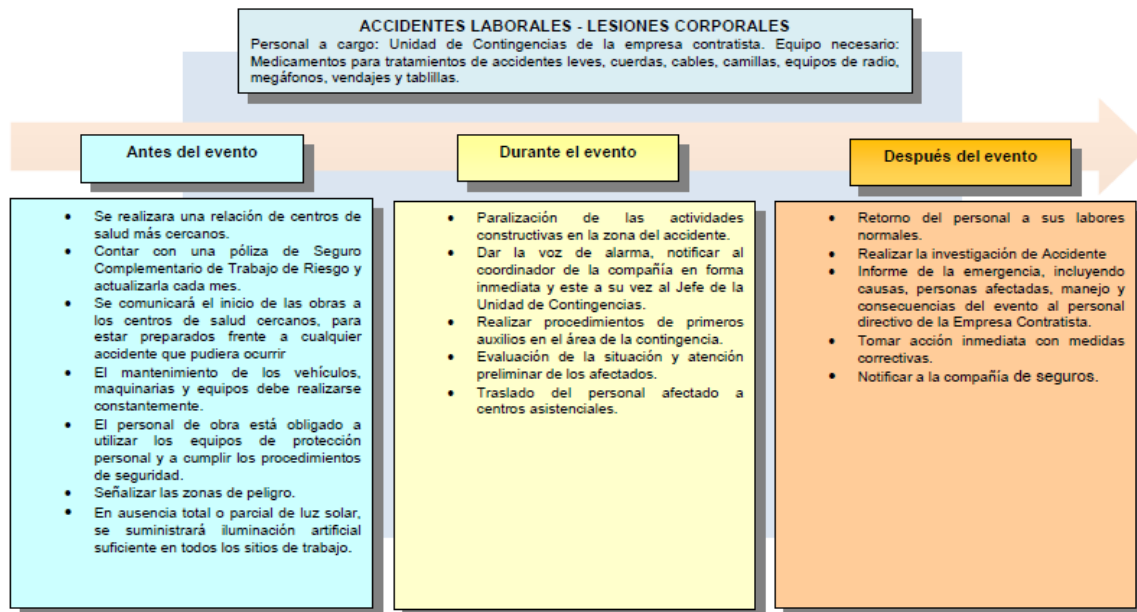 ACCIDENTES LABORALES - LESIONES CORPORALES
Personal a cargo: Unidad de Contingencias de la empresa contratista. Equipo necesario:
Medicamentos para tratamientos de accidentes leves, cuerdas, cables, camillas, equipos de radio,
megáfonos, vendajes y tablillas.
Antes del evento
• Se realizara una relación de centros de
salud más cercanos.
• Contar con una póliza de Seguro
Complementario de Trabajo de Riesgo y
actualizarla cada mes.
• Se comunicará el inicio de las obras a
los centros de salud cercanos, para
estar preparados frente a cualquier
accidente que pudiera ocurrir
• El mantenimiento de los vehículos,
maquinarias y equipos debe realizarse
constantemente.
• El personal de obra está obligado a
utilizar los equipos de protección
personal y a cumplir los procedimientos
de seguridad.
• Señalizar las zonas de peligro.
• En ausencia total o parcial de luz solar,
se suministrará iluminación artificial
suficiente en todos los sitios de trabajo.
Durante el evento
• Paralización de las actividades
constructivas en la zona del accidente.
• Dar la voz de alarma, notificar al
coordinador de la compañía en forma
inmediata y este a su vez al Jefe de la
Unidad de Contingencias.
• Realizar procedimientos de primeros
auxilios en el área de la contingencia.
• Evaluación de la situación y atención
preliminar de los afectados.
• Traslado del personal afectado a
centros asistenciales.
Después del evento
• Retorno del personal a sus labores
normales.
• Realizar la investigación de Accidente
• Informe de la emergencia, incluyendo
causas, personas afectadas, manejo y
consecuencias del evento al personal
directivo de la Empresa Contratista.
• Tomar acción inmediata con medidas
correctivas.
• Notificar a la compañía de seguros.